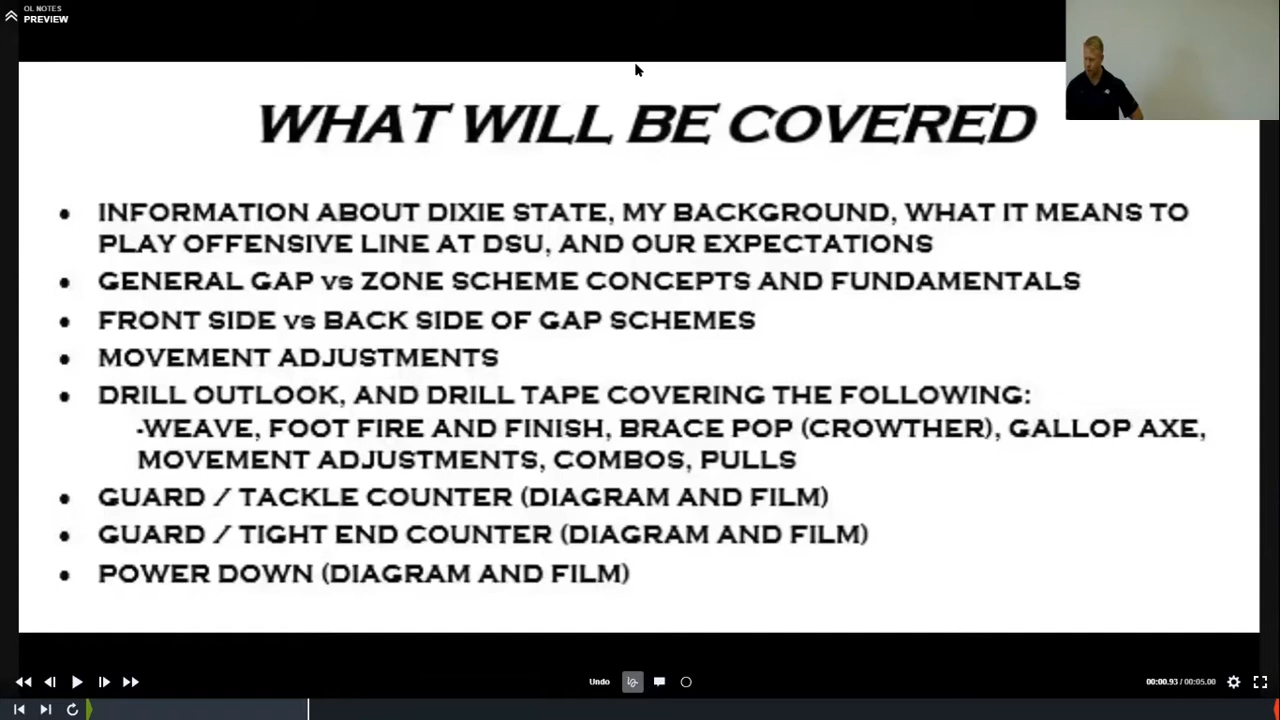 OL NOTES
PREVIEW
WHAT WILL BE COVERED
• INFORMATION ABOUT DIXIE STATE, MY BACKGROUND, WHAT IT MEANS TO
PLAY OFFENSIVE LINE AT DSU, AND OUR EXPECTATIONS
• GENERAL GAP vs ZONE SCHEME CONCEPTS AND FUNDAMENTALS
• FRONT SIDE vs BACK SIDE OF GAP SCHEMES
• MOVEMENT ADJUSTMENTS
• DRILL OUTLOOK, AND DRILL TAPE COVERING THE FOLLOWING:
-WEAVE, FOOT FIRE AND FINISH, BRACE POP (CROWTHER), GALLOP AXE,
MOVEMENT ADJUSTMENTS, COMBOS, PULLS
• GUARD / TACKLE COUNTER (DIAGRAM AND FILM)
• GUARD / TIGHT END COUNTER (DIAGRAM AND FILM)
• POWER DOWN (DIAGRAM AND FILM)
Undo
00:00.93 / 00:05.00